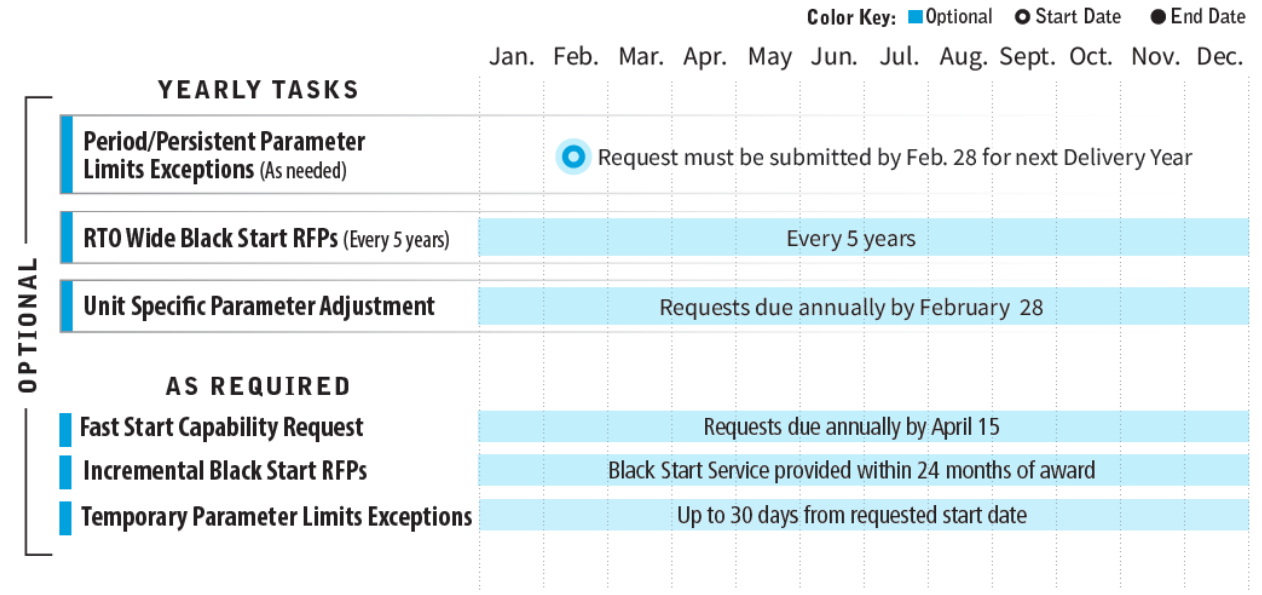 Color Key: Optional Start Date End Date
Jan. Feb. Mar. Apr. May Jun. Jul. Aug. Sept. Oct. Nov. Dec.
YEARLY TASKS
Period/Persistent Parameter
Limits Exceptions (As needed)
Request must be submitted by Feb. 28 for next Delivery Year
RTO Wide Black Start RFPs (Every 5 years)
Every 5 years
Unit Specific Parameter Adjustment
Requests due annually by February 28
OPTIONAL
AS REQUIRED
Fast Start Capability Request
Requests due annually by April 15
Incremental Black Start RFPs
Black Start Service provided within 24 months of award
Temporary Parameter Limits Exceptions
Up to 30 days from requested start date